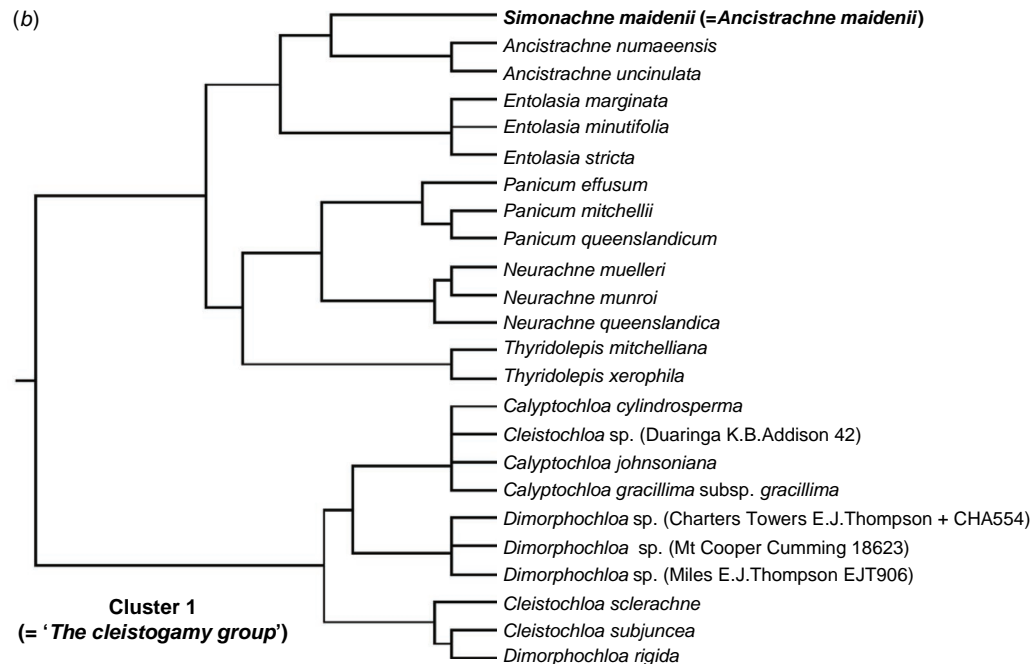 (b)
Simonachne maidenii (=Ancistrachne maidenii)
Ancistrachne numaeensis
Ancistrachne uncinulata
Entolasia marginata
Entolasia minutifolia
Entolasia stricta
Panicum effusum
Panicum mitchellii
Panicum queenslandicum
Neurachne muelleri
Neurachne munroi
Neurachne queenslandica
Thyridolepis mitchelliana
Thyridolepis xerophila
Calyptochloa cylindrosperma
Cleistochloa sp. (Duaringa K.B.Addison 42)
Calyptochloa johnsoniana
Calyptochloa gracillima subsp. gracillima
Dimorphochloa sp. (Charters Towers E.J.Thompson + CHA554)
Dimorphochloa sp. (Mt Cooper Cumming 18623)
Dimorphochloa sp. (Miles E.J.Thompson EJT906)
Cleistochloa sclerachne
Cleistochloa subjuncea
Dimorphochloa rigida
Cluster 1
(= 'The cleistogamy group')